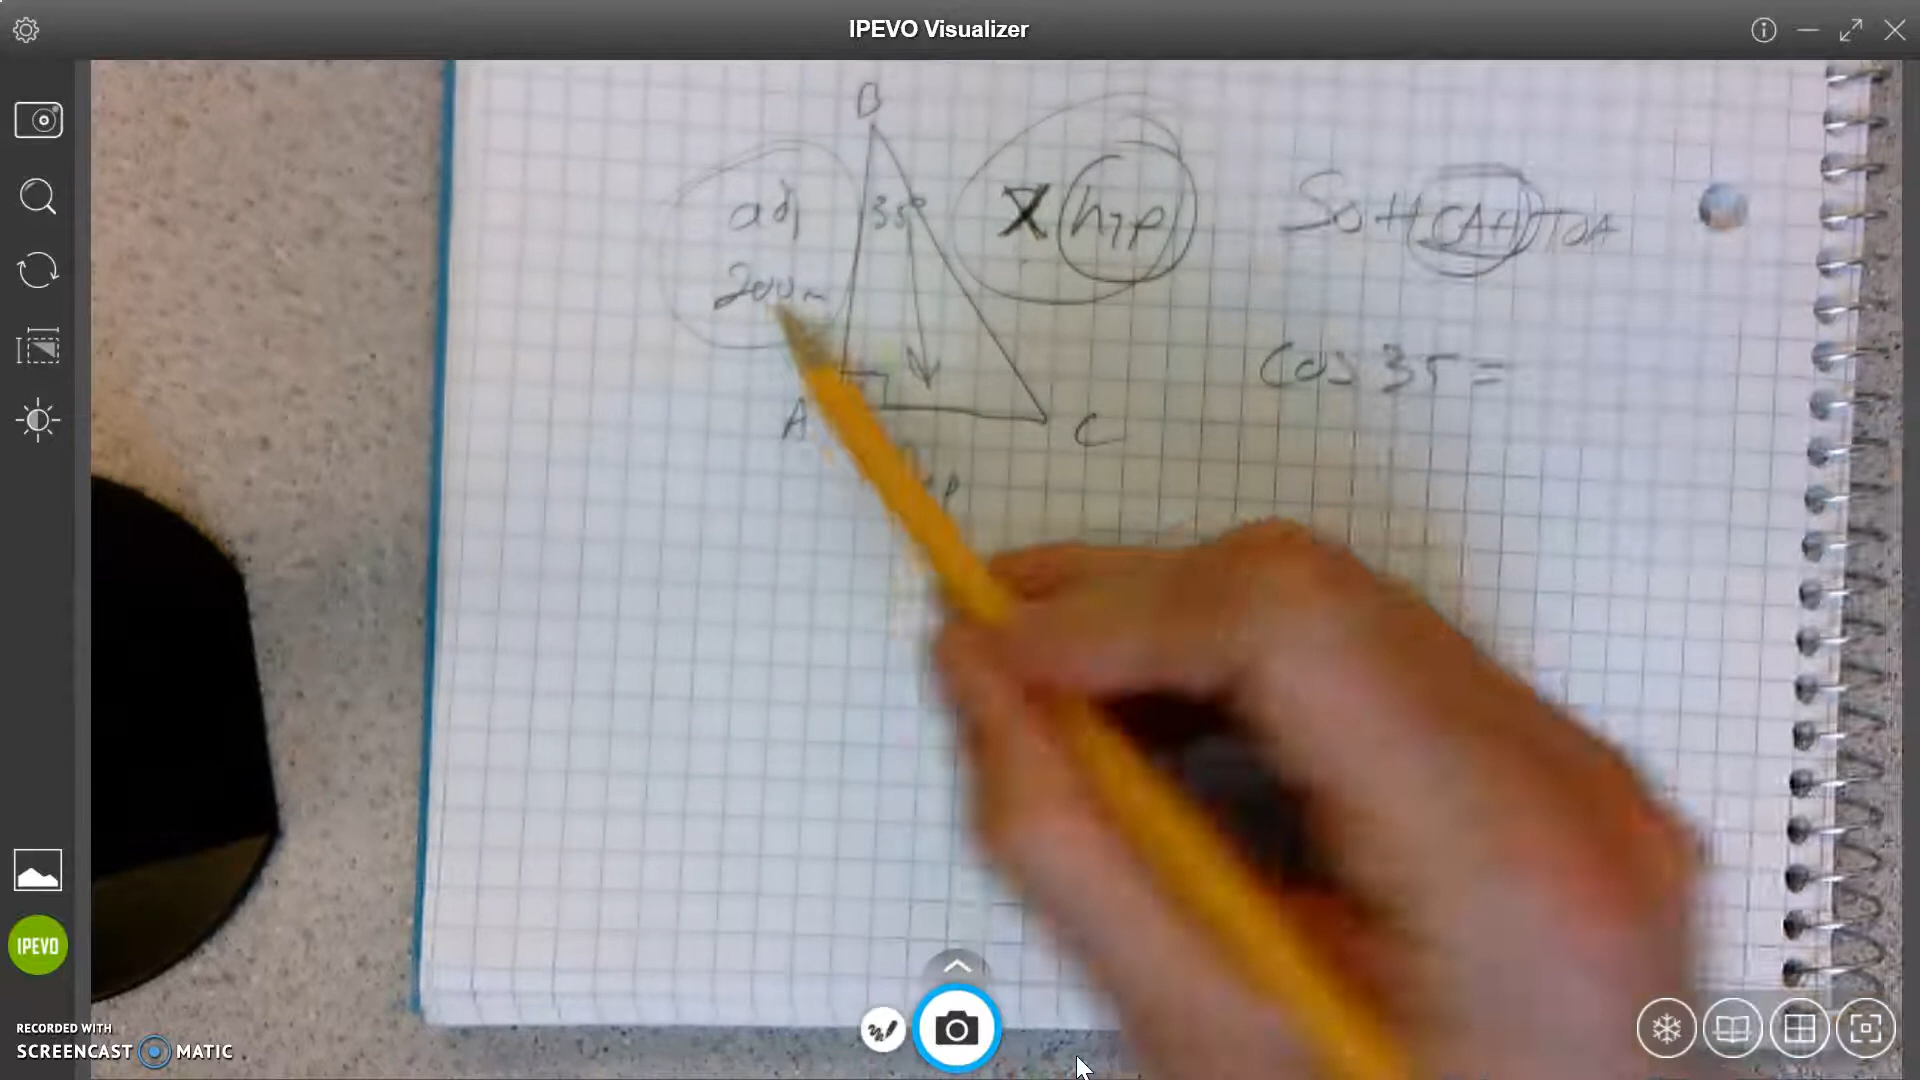 IPEVO Visualizer
B
adj 35° X hyp SOHCAHTOA
200m
cos 35 =
A C
IPEVO
RECORDED WITH
SCREENCAST MATIC